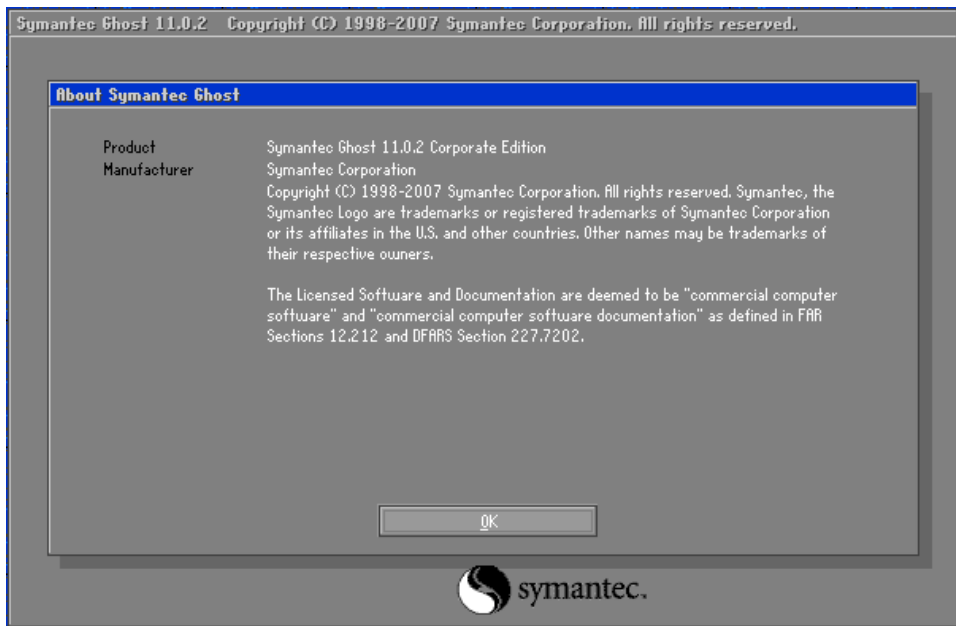 Symantec Ghost 11.0.2   Copyright (C) 1998-2007 Symantec Corporation. All rights reserved.
About Symantec Ghost
Product Symantec Ghost 11.0.2 Corporate Edition
Manufacturer Symantec Corporation
Copyright (C) 1998-2007 Symantec Corporation. All rights reserved. Symantec, the
Symantec Logo are trademarks or registered trademarks of Symantec Corporation
or its affiliates in the U.S. and other countries. Other names may be trademarks of
their respective owners.
The Licensed Software and Documentation are deemed to be "commercial computer
software" and "commercial computer software documentation" as defined in FAR
Sections 12.212 and DFARS Section 227.7202.
OK
symantec.